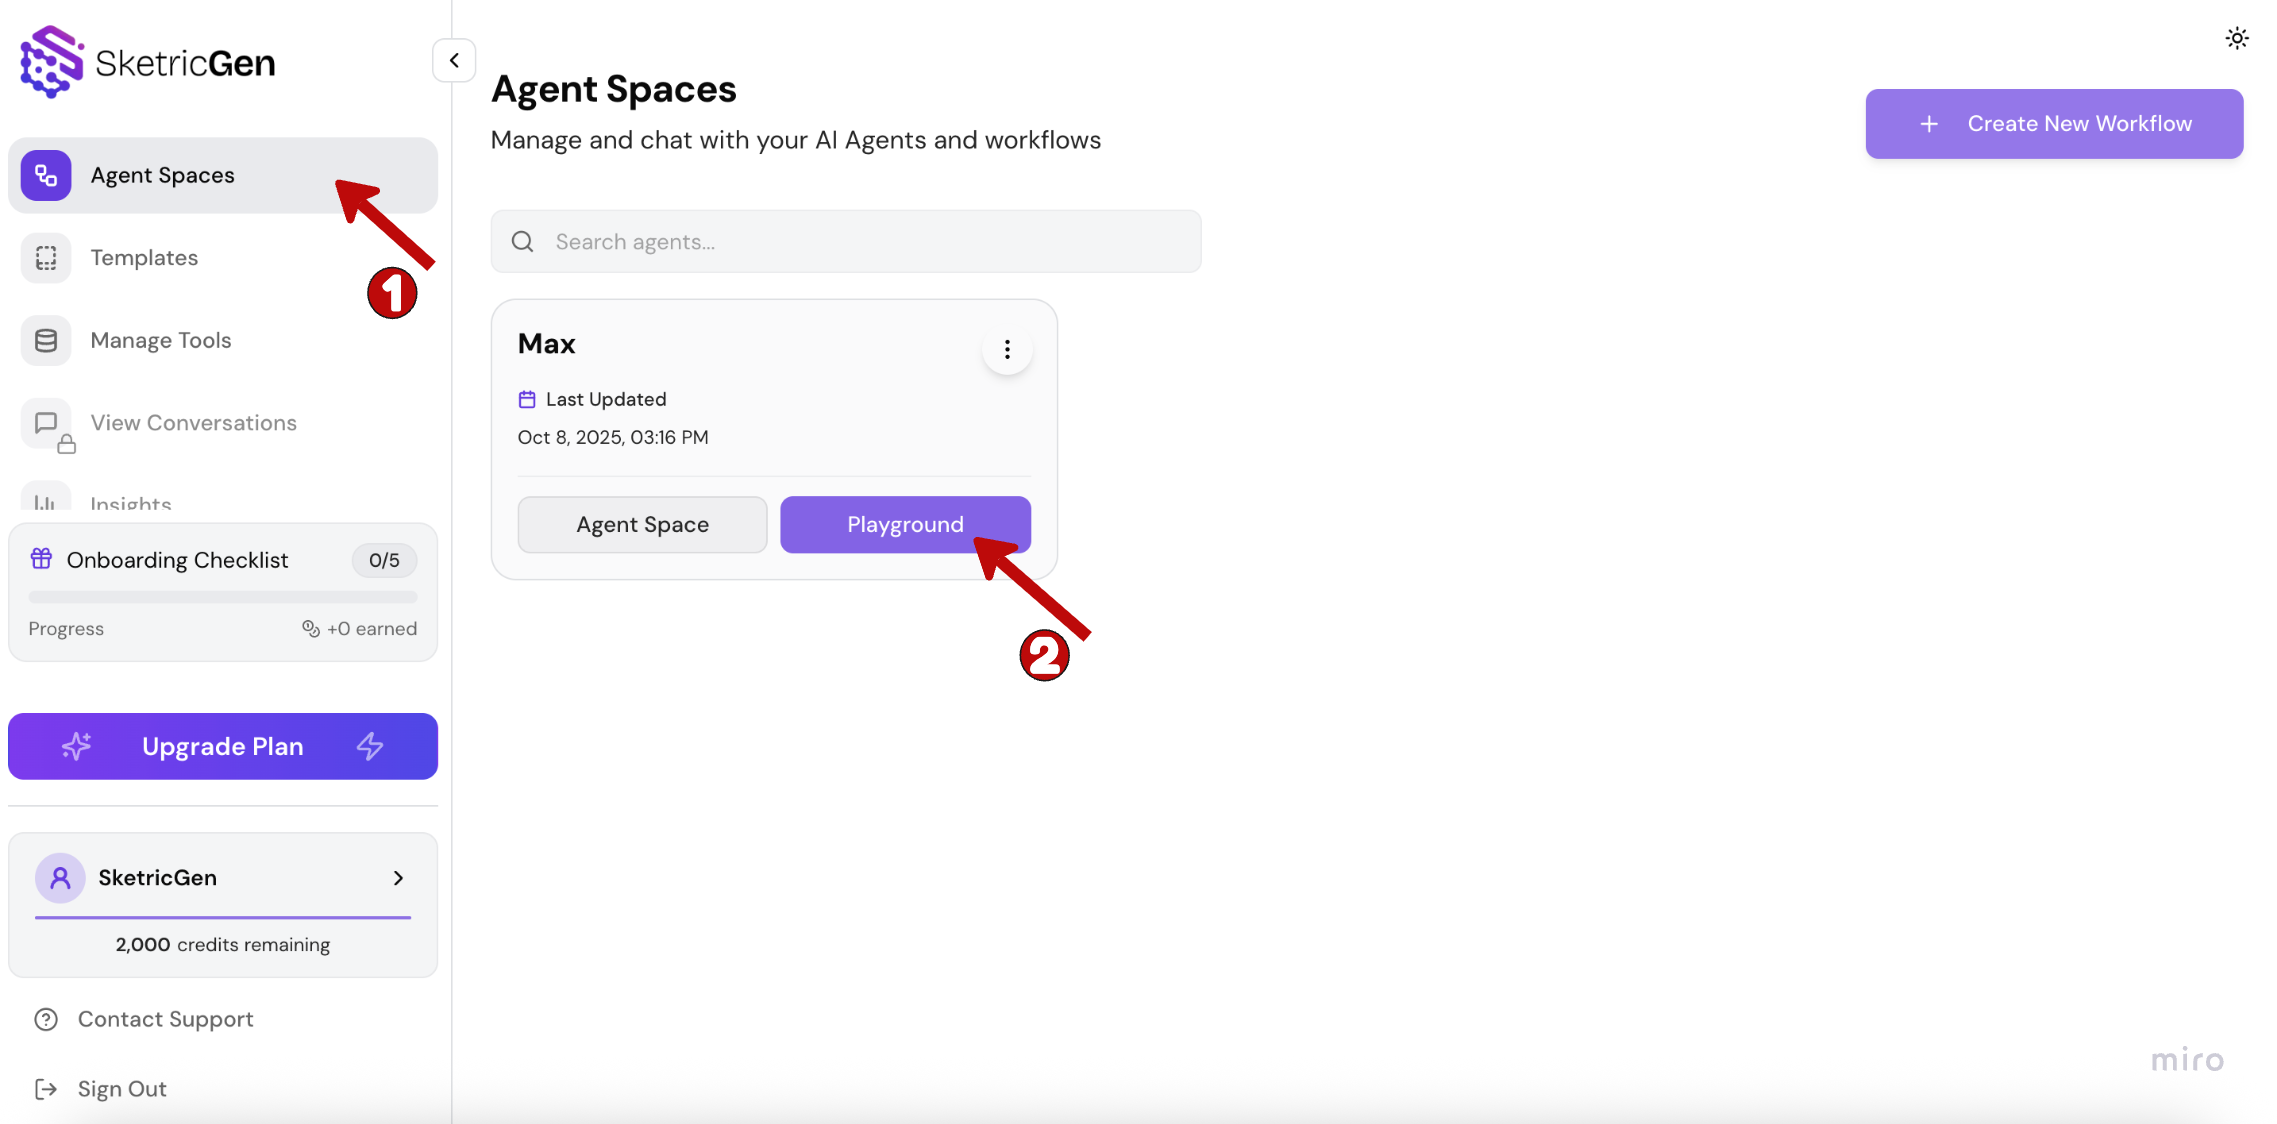 SketricGen
Agent Spaces
Templates
Manage Tools
View Conversations
Insights
Onboarding Checklist
0/5
Progress
+0 earned
Upgrade Plan
SketricGen
2,000 credits remaining
Contact Support
Sign Out
Agent Spaces
Manage and chat with your AI Agents and workflows
Create New Workflow
Search agents...
Max
Last Updated
Oct 8, 2025, 03:16 PM
Agent Space
Playground
1
2
miro